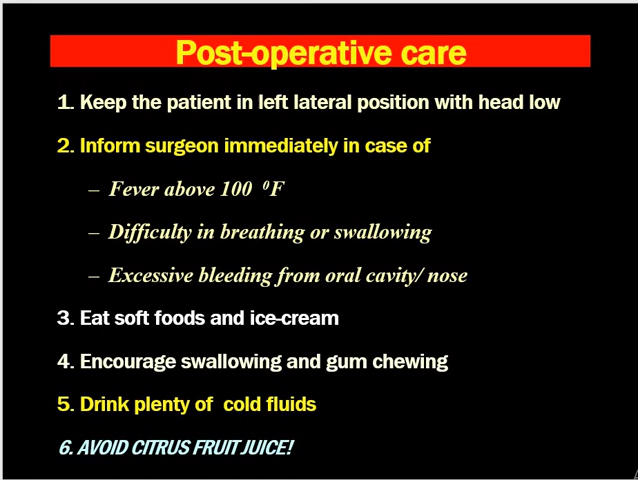 Post-operative care
1. Keep the patient in left lateral position with head low
2. Inform surgeon immediately in case of
– Fever above 100 ⁰F
– Difficulty in breathing or swallowing
– Excessive bleeding from oral cavity/ nose
3. Eat soft foods and ice-cream
4. Encourage swallowing and gum chewing
5. Drink plenty of cold fluids
6. AVOID CITRUS FRUIT JUICE!